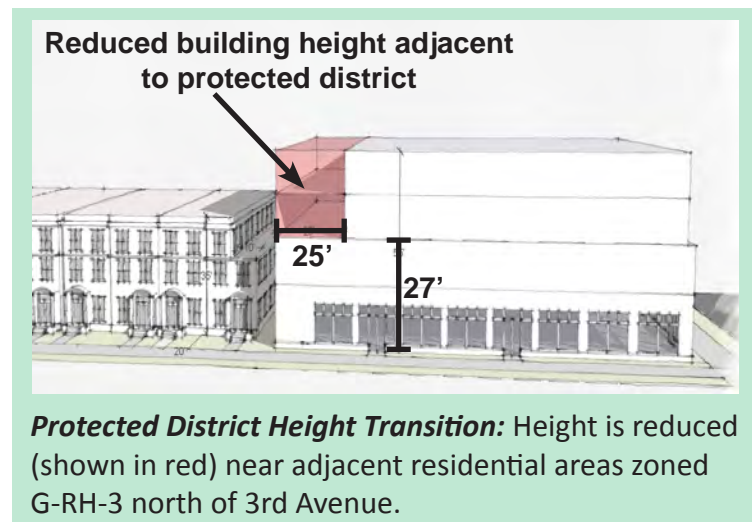 Reduced building height adjacent
to protected district
25’
27’
20'
Protected District Height Transition: Height is reduced
(shown in red) near adjacent residential areas zoned
G-RH-3 north of 3rd Avenue.